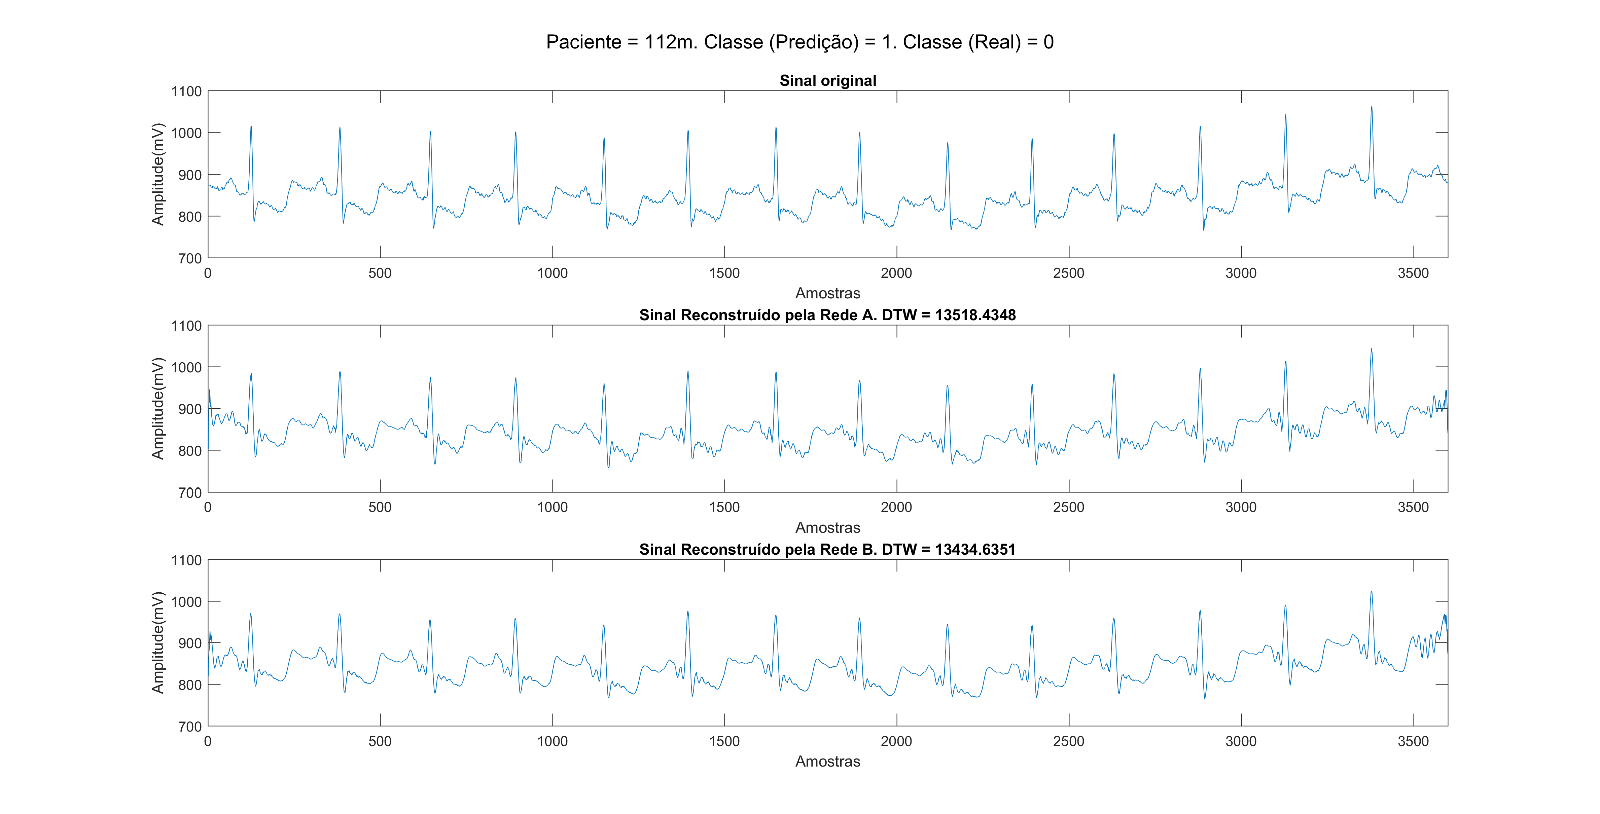 Paciente = 112m. Classe (Predição) = 1. Classe (Real) = 0
Sinal original
Amplitude(mV)
1100
1000
900
800
700
0 500 1000 1500 2000 2500 3000 3500
Amostras
Sinal Reconstruído pela Rede A. DTW = 13518.4348
Amplitude(mV)
1100
1000
900
800
700
0 500 1000 1500 2000 2500 3000 3500
Amostras
Sinal Reconstruído pela Rede B. DTW = 13434.6351
Amplitude(mV)
1100
1000
900
800
700
0 500 1000 1500 2000 2500 3000 3500
Amostras